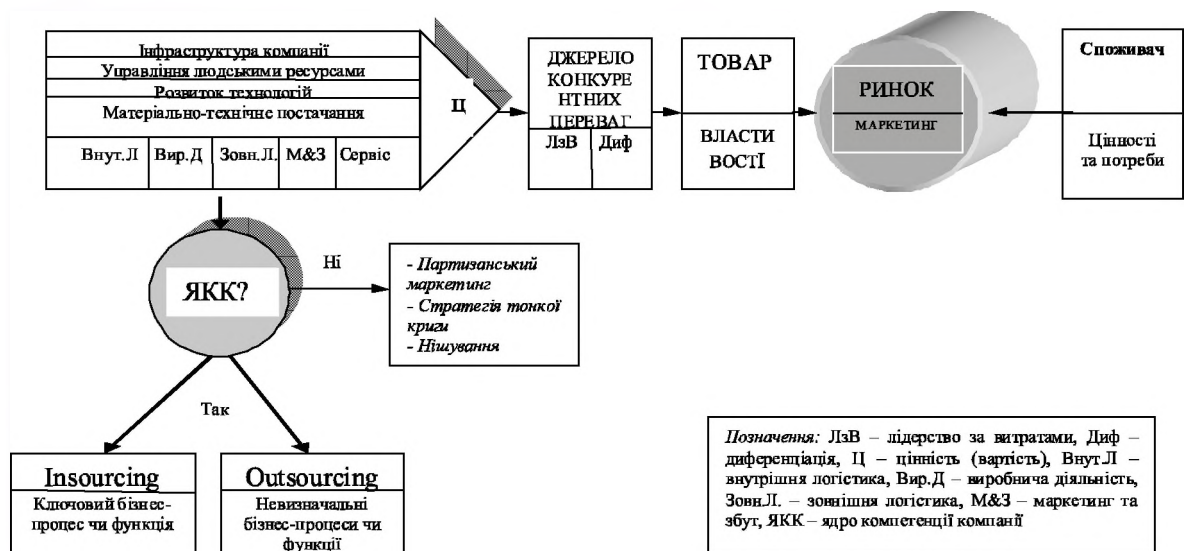 Інфраструктура компанії
Управління людськими ресурсами
Розвиток технологій
Матеріально-технічне постачання
Внут.Л
Вир.Д
Зовн.Л.
М&З
Сервіс
Ц
ДЖЕРЕЛО
КОНКУРЕ
НТНИХ
ПЕРЕВАГ
ЛзВ
Диф
ТОВАР
ВЛАСТИ
ВОСТІ
РИНОК
МАРКЕТИНГ
Споживач
Цінності
та потреби
ЯКК?
Ні
- Партизанський
маркетинг
- Стратегія тонкої
криги
- Нішування
Так
Insourcing
Ключовий бізнес-
процес чи функція
Outsourcing
Невизначальні
бізнес-процеси чи
функції
Позначення: ЛзВ – лідерство за витратами, Диф –
диференціація, Ц – цінність (вартість), Внут.Л –
внутрішня логістика, Вир.Д – виробнича діяльність,
Зовн.Л. – зовнішня логістика, М&З – маркетинг та
збут, ЯКК – ядро компетенції компанії